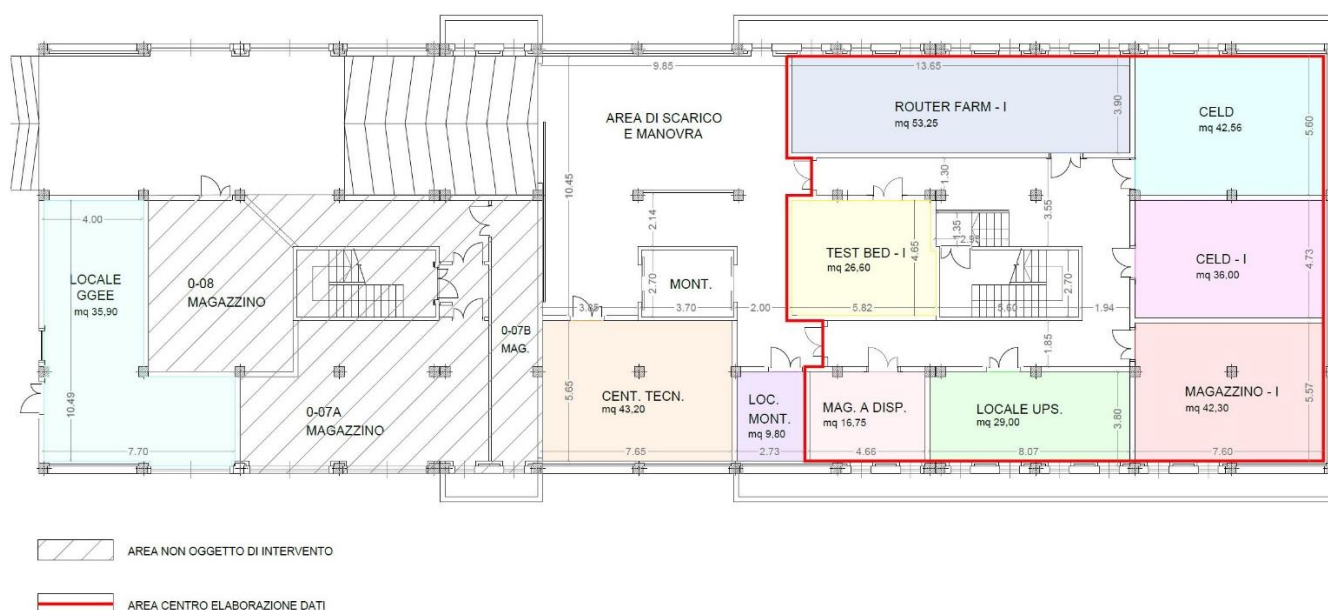 9.85
13.65
ROUTER FARM - I
mq 53,25
3.90
CELD
mq 42,56
5.60
AREA DI SCARICO
E MANOVRA
10.45
1.30
4.00
2.14
3.55
1.35
LOCALE
GGEE
mq 35,90
0-08
MAGAZZINO
2.70
MONT.
TEST BED - I
mq 26,60
4.65
2.70
CELD - I
mq 36,00
4.73
3.85
3.70
2.00
5.82
5.60
1.94
0-07B
MAG.
1.85
10.49
0-07A
MAGAZZINO
5.65
CENT. TECN.
mq 43,20
LOC.
MONT.
mq 9,80
MAG. A DISP.
mq 16,75
LOCALE UPS.
mq 29,00
3.80
MAGAZZINO - I
mq 42,30
5.57
7.70
7.65
2.73
4.66
8.07
7.60
AREA NON OGGETTO DI INTERVENTO
AREA CENTRO ELABORAZIONE DATI